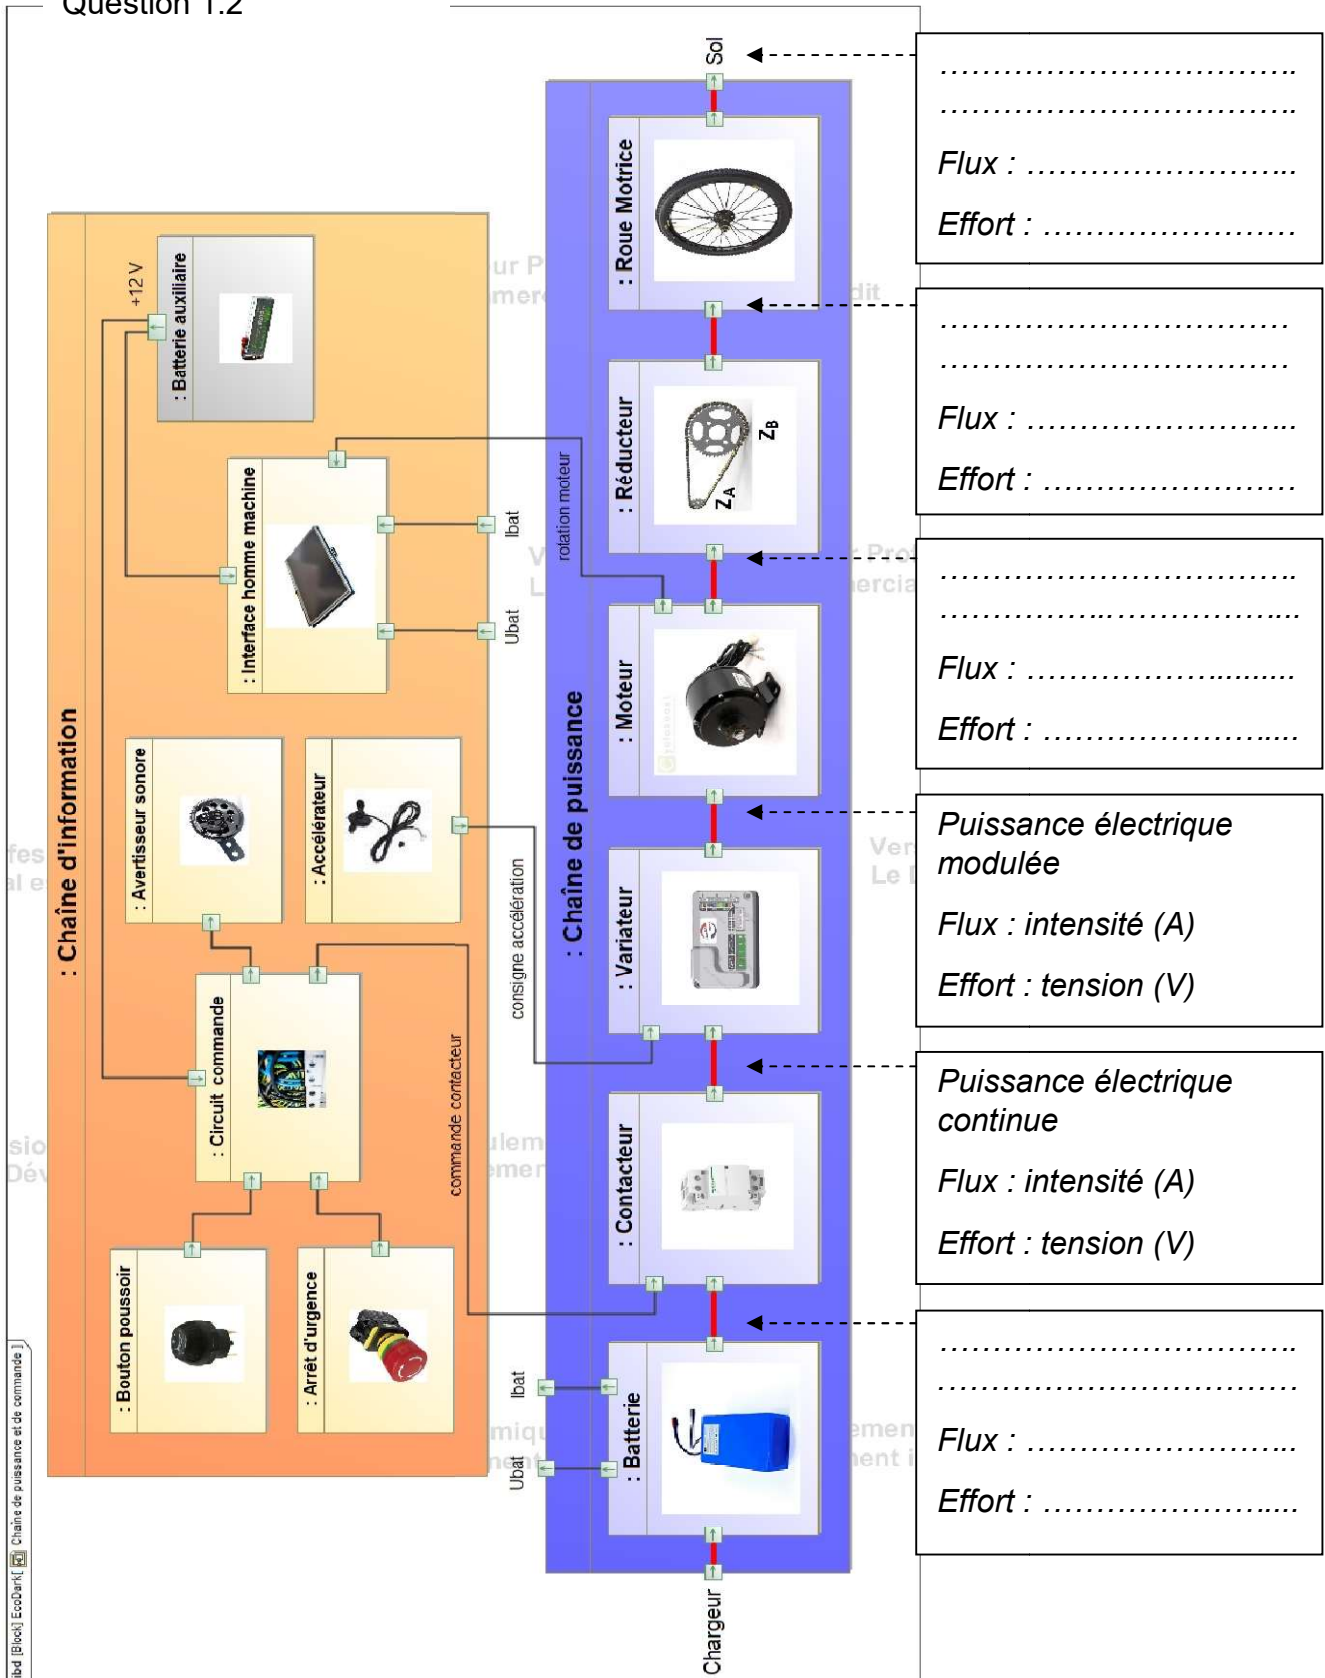 Question 1.2
ibd [Block] EcoDark[ Chaîne de puissance et de commande ]
: Chaîne d'information
: Batterie auxiliaire
+12 V
: Interface homme machine
Ubat
Ibat
rotation moteur
: Avertisseur sonore
: Accélérateur
consigne accélération
: Circuit commande
commande contacteur
: Bouton poussoir
: Arrêt d'urgence
Ubat
Ibat
: Chaîne de puissance
Chargeur
: Batterie
: Contacteur
: Variateur
: Moteur
: Réducteur
ZA
ZB
: Roue Motrice
Sol
……………………………..
……………………………..
Flux : ……………………...
Effort : ……………………
……………………………
……………………………
Flux : ……………………...
Effort : ……………………
……………………………..
……………..……………....
Flux : ……………….........
Effort : ………………….....
Puissance électrique
modulée
Flux : intensité (A)
Effort : tension (V)
Puissance électrique
continue
Flux : intensité (A)
Effort : tension (V)
……………………………..
……………………………
Flux : ……………………...
Effort : ………………….....